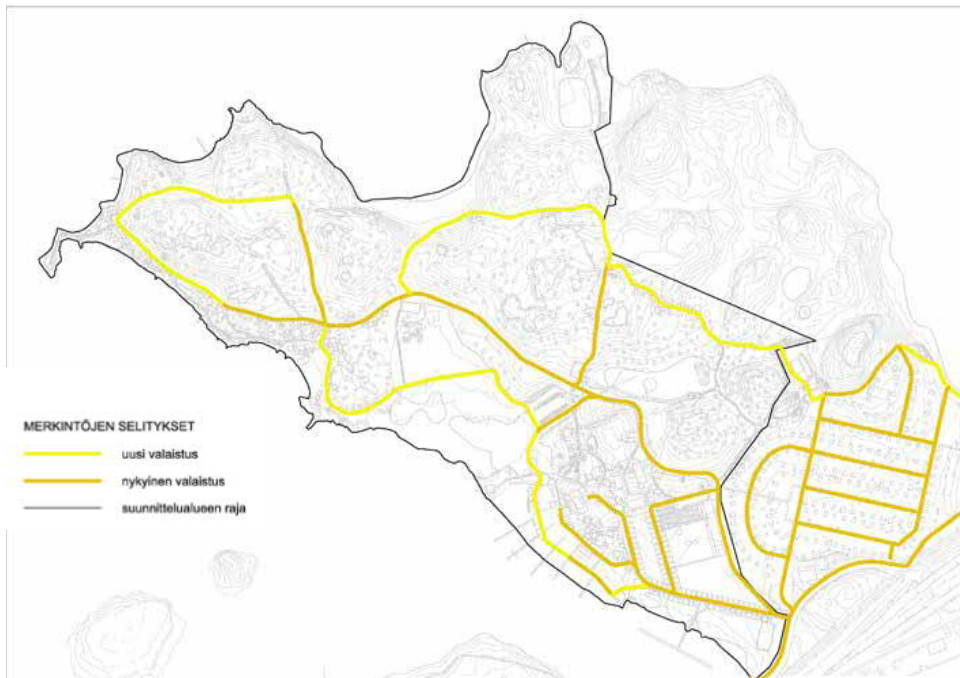 MERKINTÖJEN SELITYKSET
uusi valaistus
nykyinen valaistus
suunnittelualueen raja